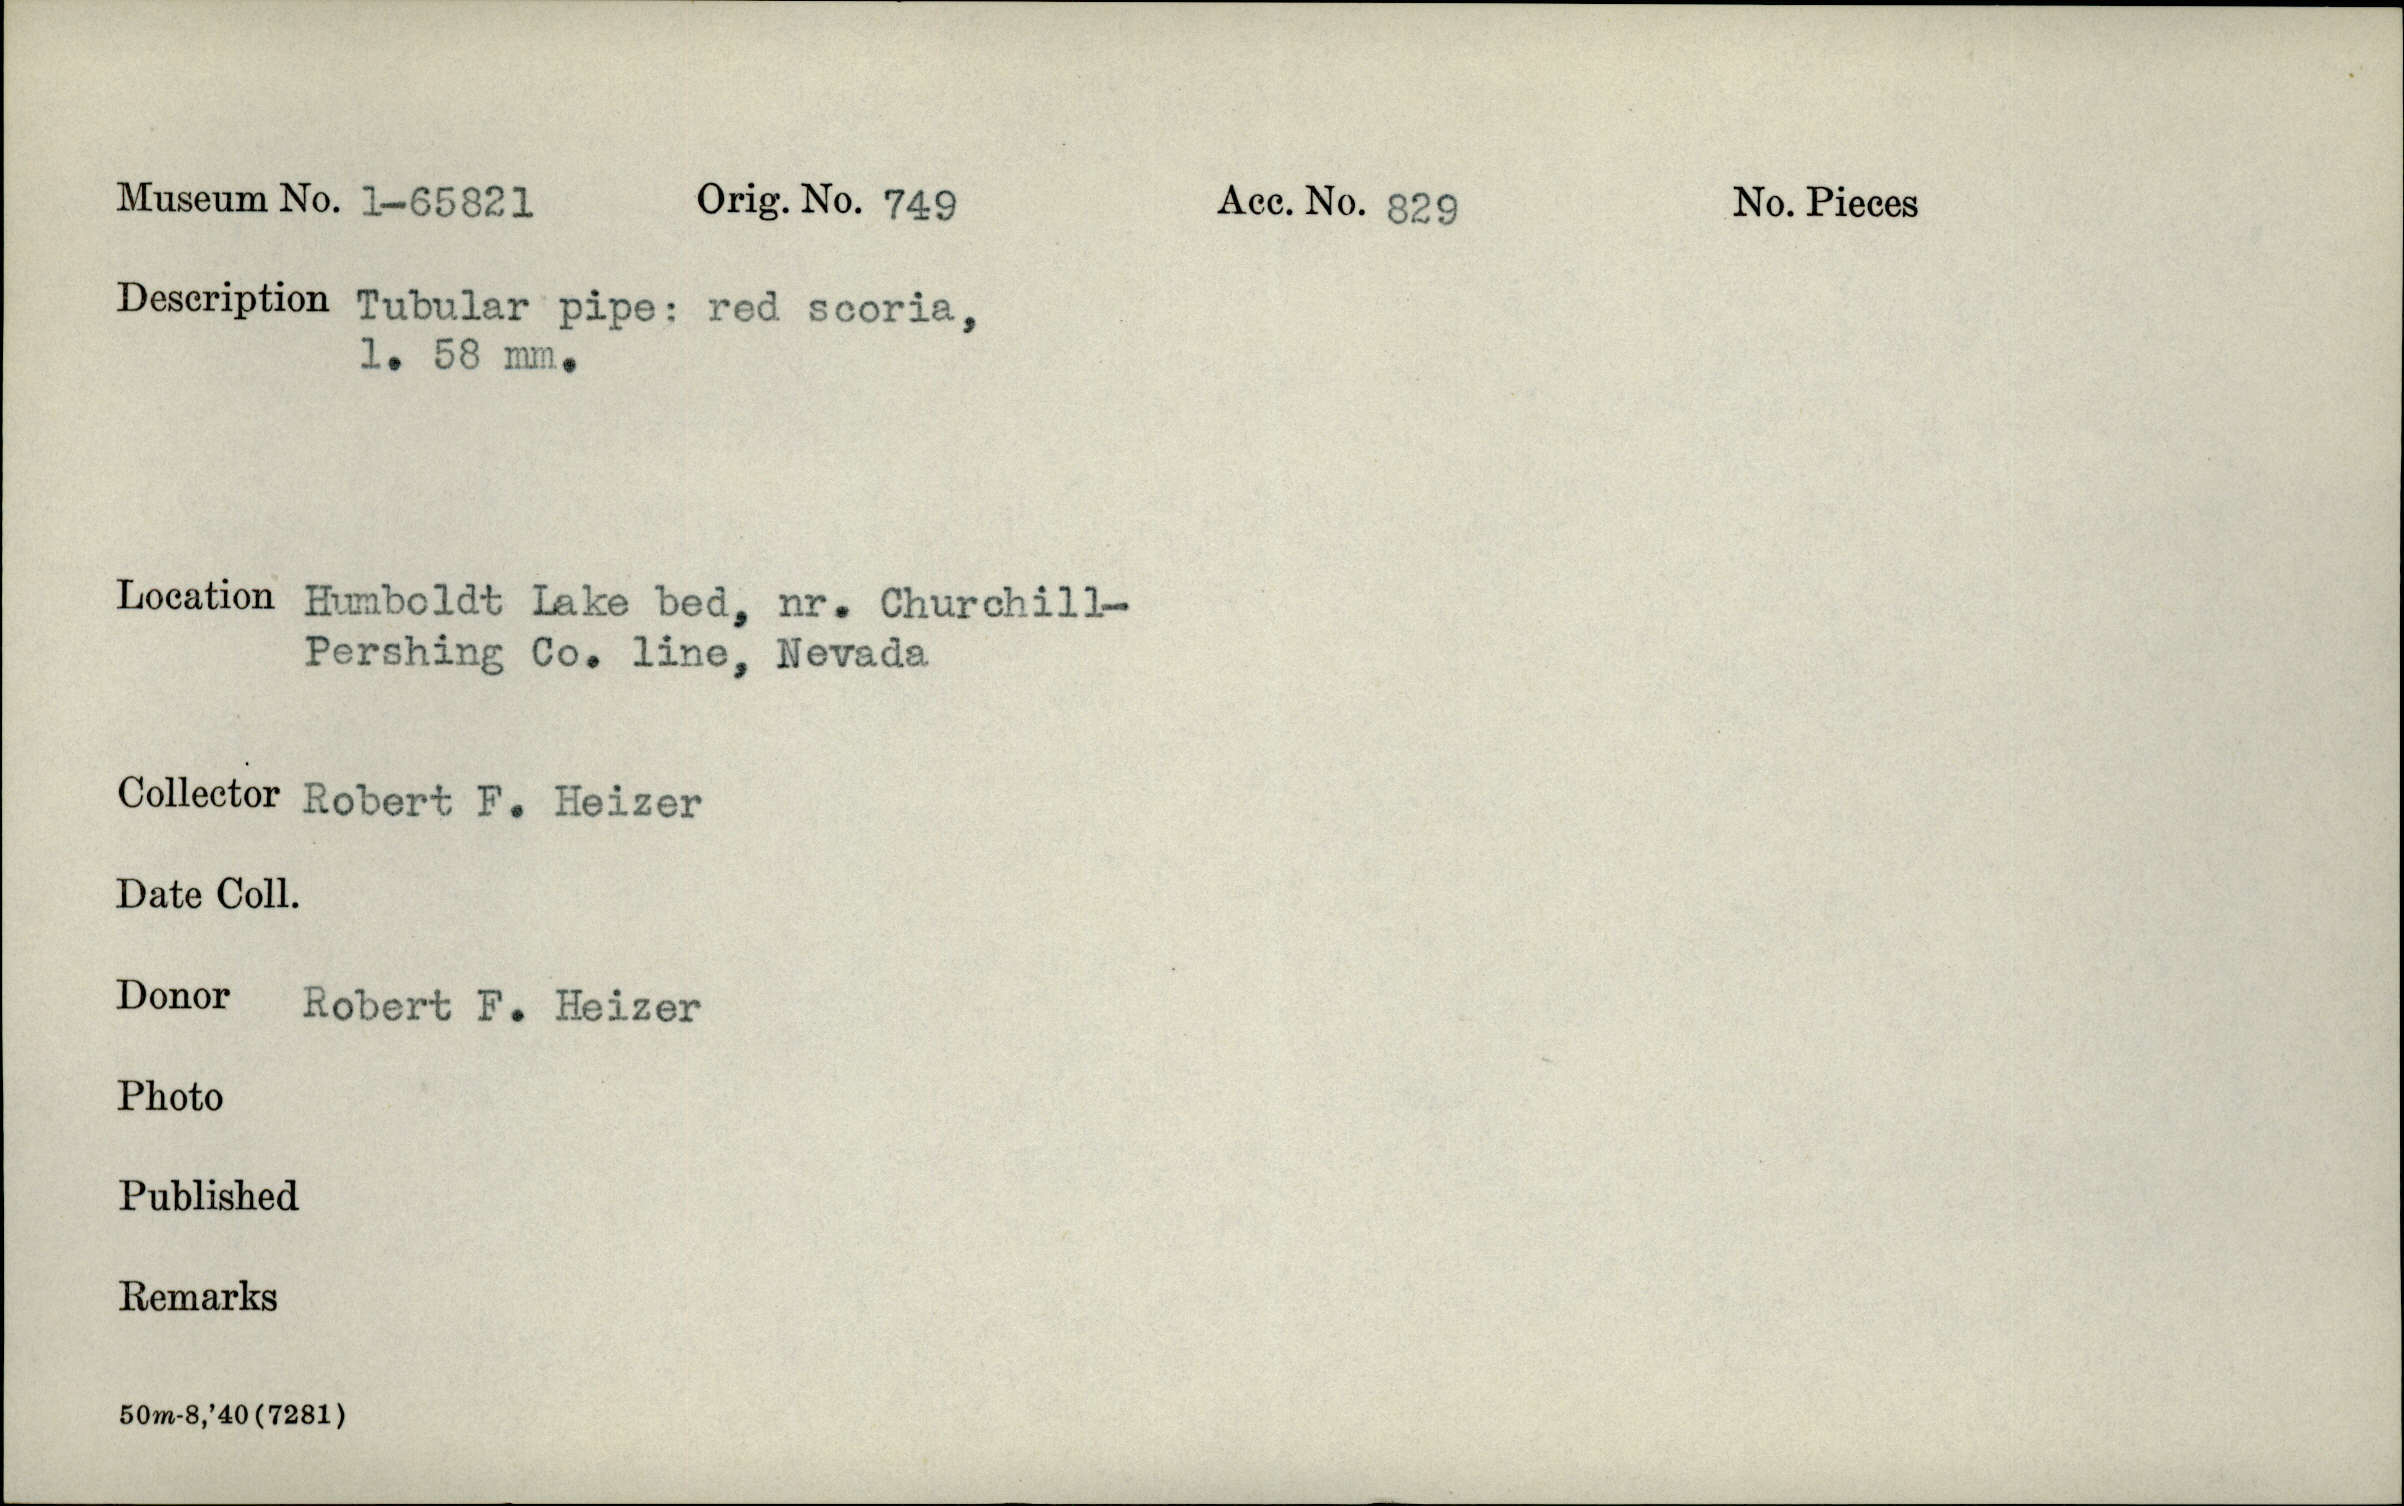 Museum No. 1-65821 Orig. No. 749 Acc. No. 829 No. Pieces
Description Tubular pipe: red scoria,
l. 58 mm.
Location Humboldt Lake bed, nr. Churchill-
Pershing Co. line, Nevada
Collector Robert F. Heizer
Date Coll.
Donor Robert F. Heizer
Photo
Published
Remarks
50m-8,'40(7281)